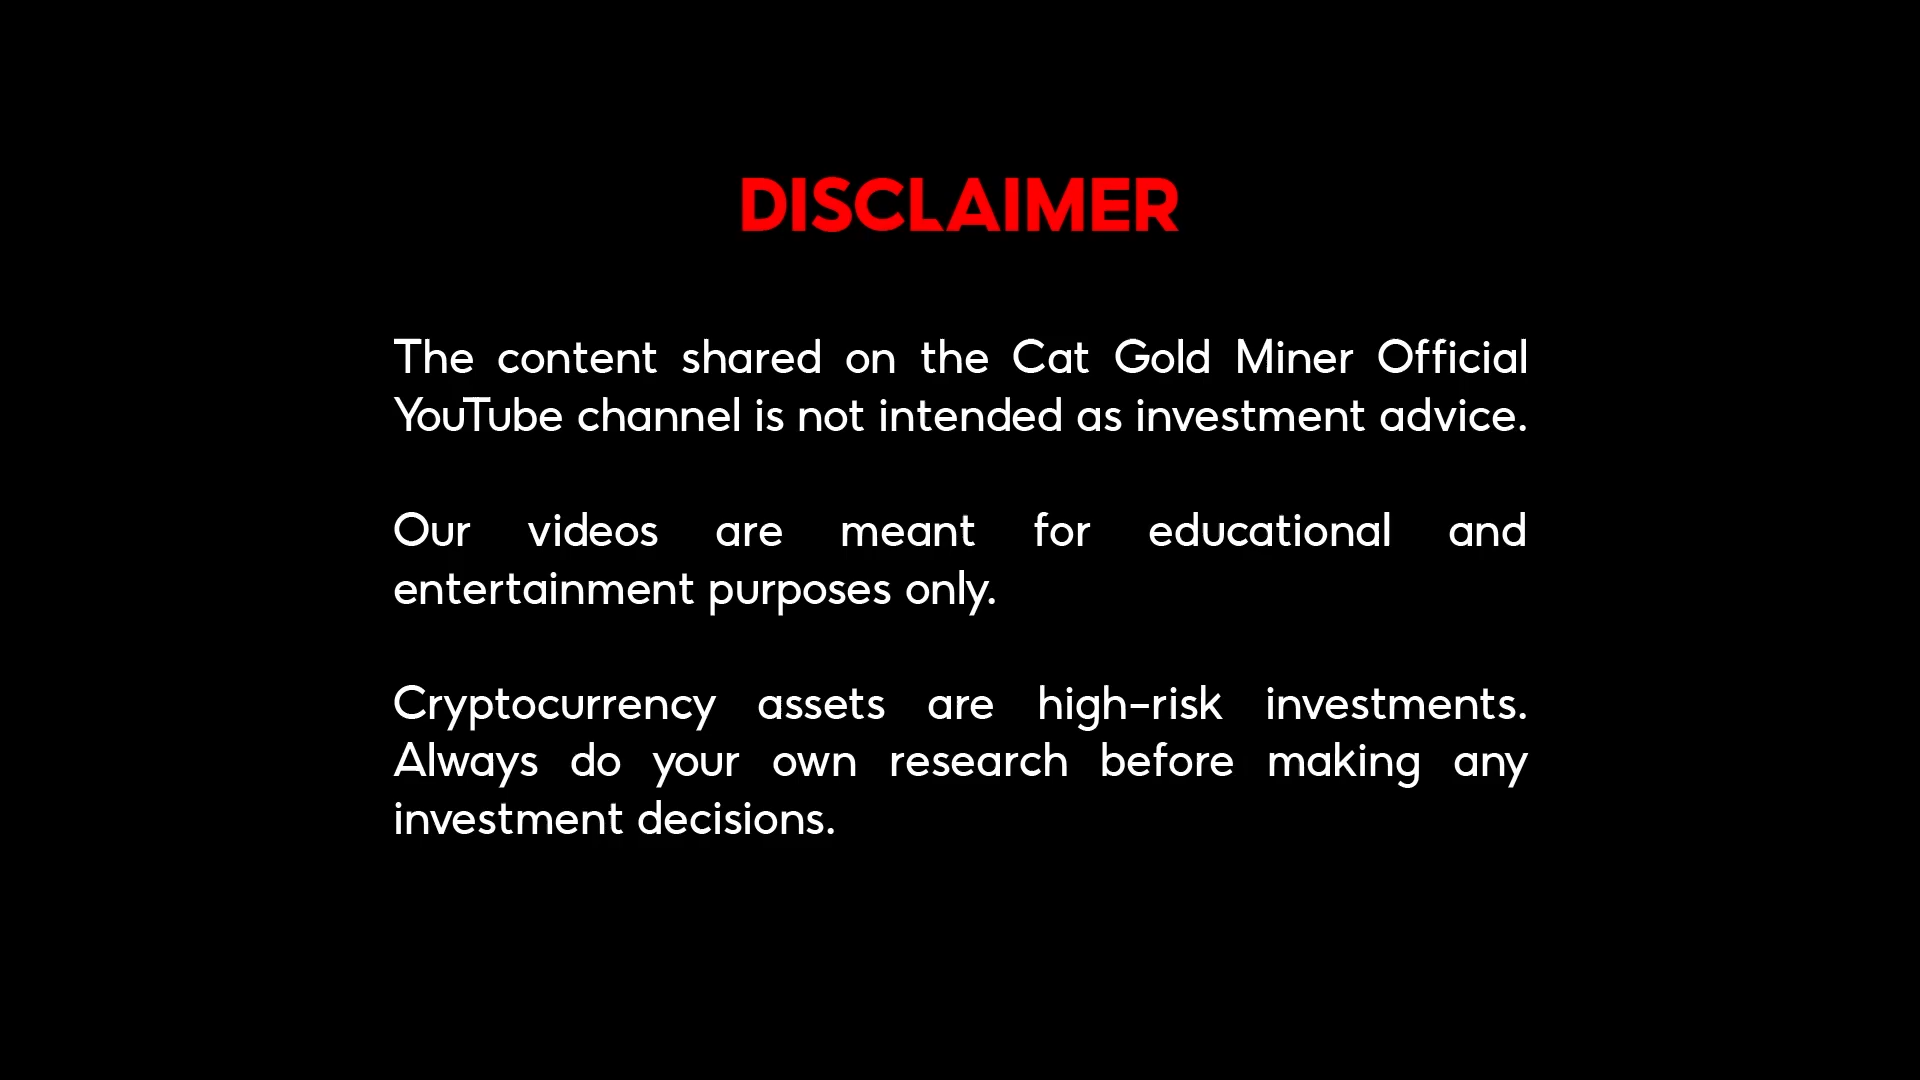 DISCLAIMER
The content shared on the Cat Gold Miner Official
YouTube channel is not intended as investment advice.
Our videos are meant for educational and
entertainment purposes only.
Cryptocurrency assets are high-risk investments.
Always do your own research before making any
investment decisions.